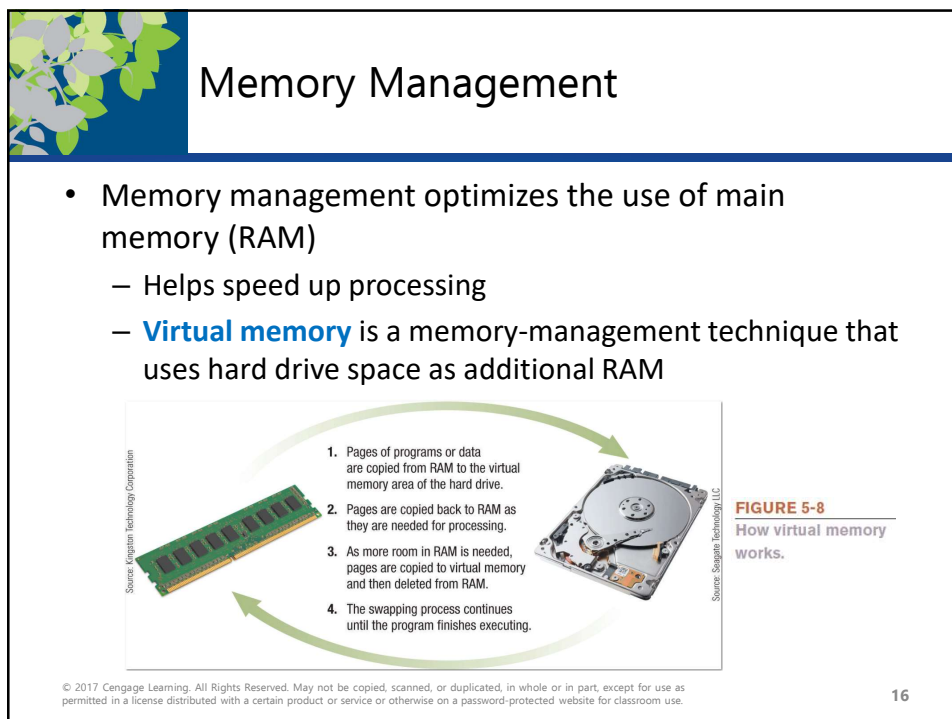 Memory Management
• Memory management optimizes the use of main
memory (RAM)
– Helps speed up processing
– Virtual memory is a memory-management technique that
uses hard drive space as additional RAM
Source: Kingston Technology Corporation
1. Pages of programs or data
are copied from RAM to the virtual
memory area of the hard drive.
2. Pages are copied back to RAM as
they are needed for processing.
3. As more room in RAM is needed,
pages are copied to virtual memory
and then deleted from RAM.
4. The swapping process continues
until the program finishes executing.
Source: Seagate Technology LLC
FIGURE 5-8
How virtual memory
works.
© 2017 Cengage Learning. All Rights Reserved. May not be copied, scanned, or duplicated, in whole or in part, except for use as
permitted in a license distributed with a certain product or service or otherwise on a password-protected website for classroom use.
16